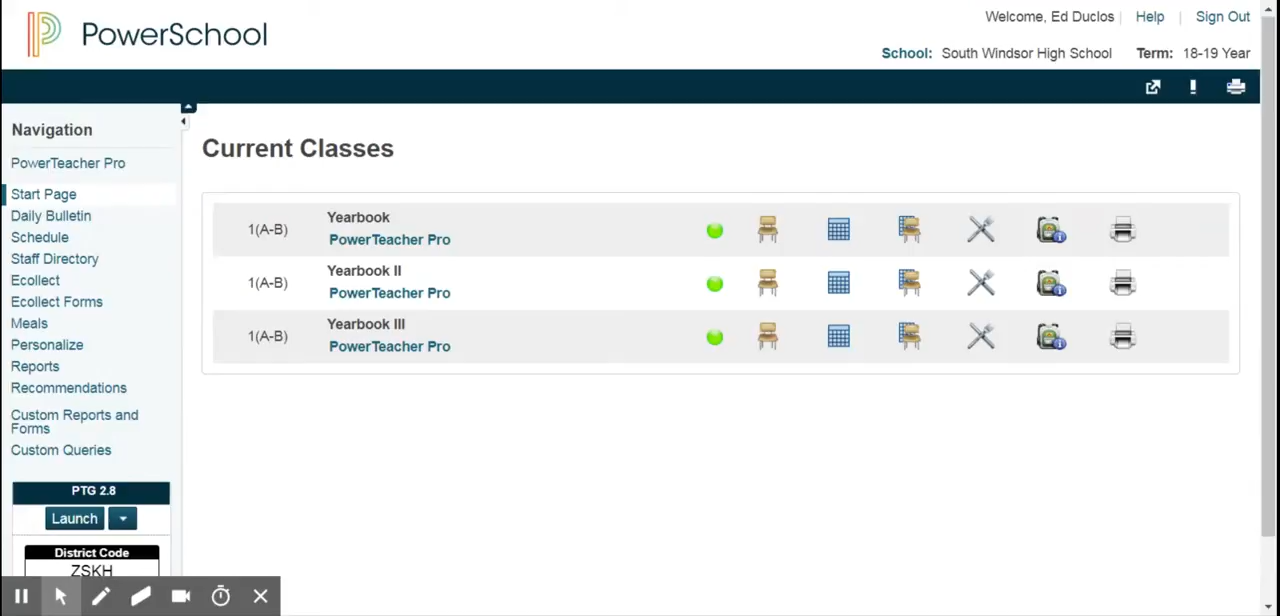 PowerSchool
Welcome, Ed Duclos
Help
Sign Out
School: South Windsor High School
Term: 18-19 Year
Navigation
PowerTeacher Pro
Start Page
Daily Bulletin
Schedule
Staff Directory
Ecollect
Ecollect Forms
Meals
Personalize
Reports
Recommendations
Custom Reports and
Forms
Custom Queries
PTG 2.8
Launch
District Code
ZSKH
Current Classes
1(A-B)
Yearbook
PowerTeacher Pro
1(A-B)
Yearbook II
PowerTeacher Pro
1(A-B)
Yearbook III
PowerTeacher Pro